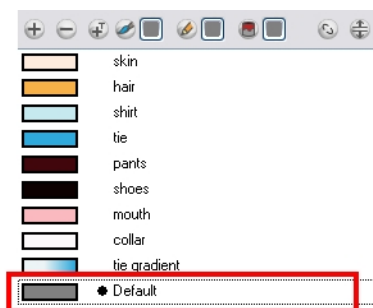 skin
hair
shirt
tie
pants
shoes
mouth
collar
tie gradient
Default